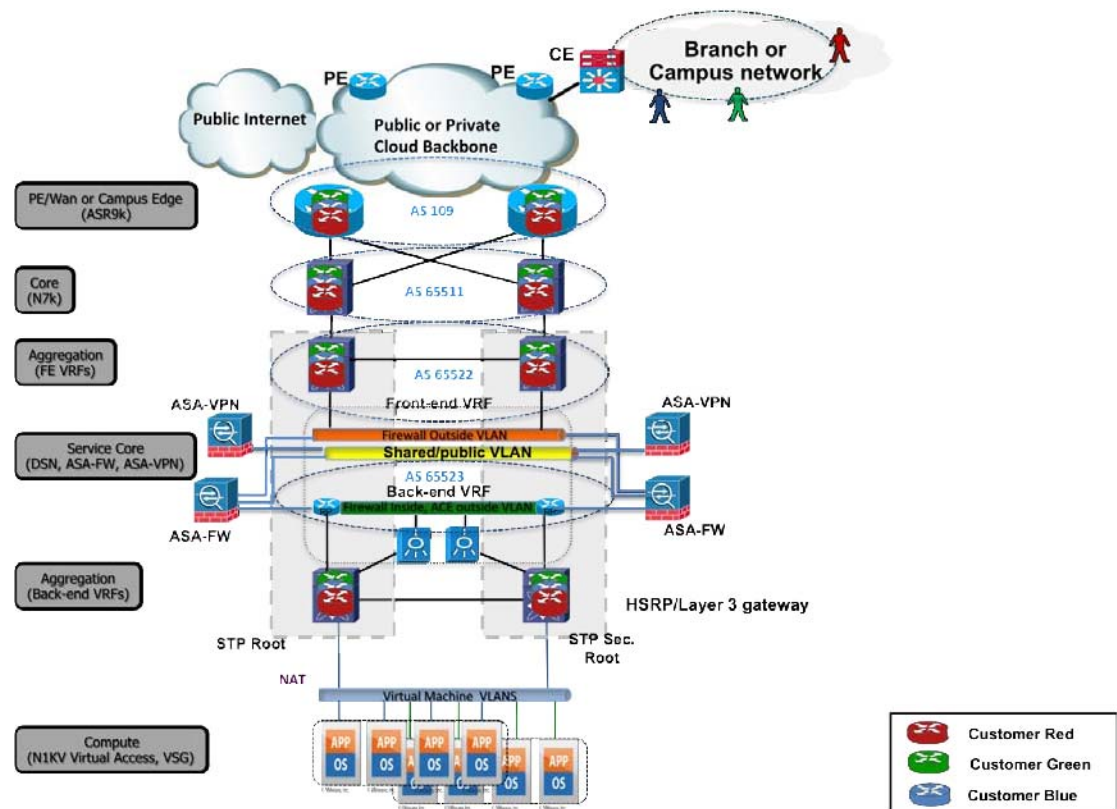 CE
Branch or
Campus network
PE
PE
Public Internet
Public or Private
Cloud Backbone
PE/Wan or Campus Edge
(ASR9k)
AS 109
Core
(N7k)
AS 65511
Aggregation
(FE VRFs)
AS 65522
Front-end VRF
ASA-VPN
ASA-VPN
Firewall Outside VLAN
Service Core
(DSN, ASA-FW, ASA-VPN)
Shared/public VLAN
AS 65523
Back-end VRF
Firewall Inside, ACE outside VLAN
ASA-FW
ASA-FW
Aggregation
(Back-end VRFs)
HSRP/Layer 3 gateway
STP Root
STP Sec.
Root
NAT
Virtual Machine VLANS
Compute
(N1KV Virtual Access, VSG)
APP
OS
APP
OS
APP
OS
APP
OS
APP
OS
APP
OS
OS
OS
Customer Red
Customer Green
Customer Blue